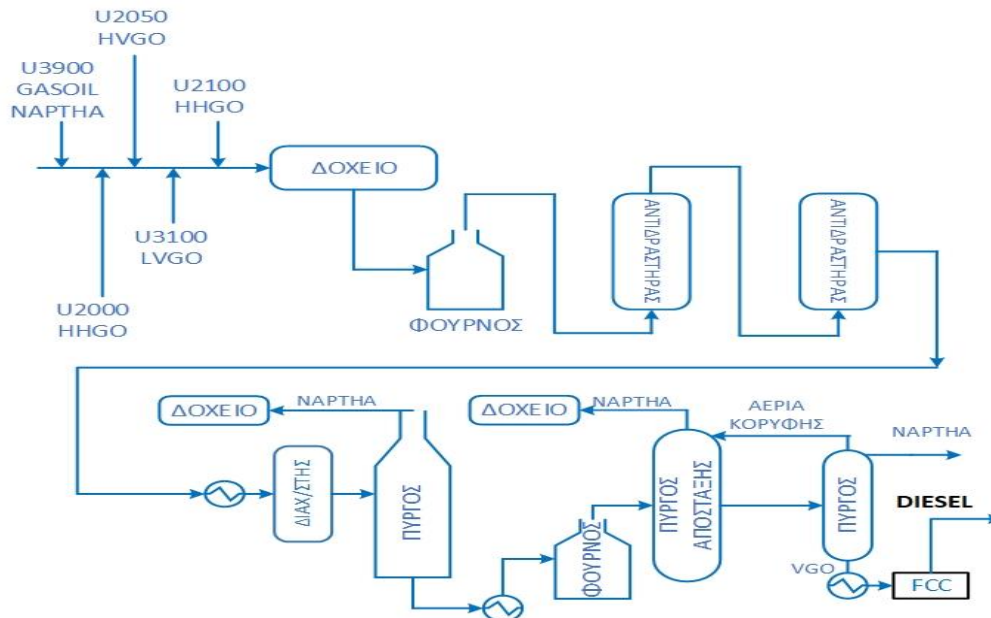 U2050
HVGO
U3900
GASOIL
NAPTHA
U2100
HHGO
ΔΟΧΕΙΟ
U3100
LVGO
U2000
HHGO
ΦΟΥΡΝΟΣ
ΑΝΤΙΔΡΑΣΤΗΡΑΣ
ΑΝΤΙΔΡΑΣΤΗΡΑΣ
ΔΟΧΕΙΟ
NAPTHA
ΔΟΧΕΙΟ
NAPTHA
ΑΕΡΙΑ
ΚΟΡΥΦΗΣ
NAPTHA
ΔΙΑΧ/ΣΤΗΣ
ΠΥΡΓΟΣ
ΦΟΥΡΝΟΣ
ΠΥΡΓΟΣ
ΑΠΟΣΤΑΞΗΣ
ΠΥΡΓΟΣ
DIESEL
VGO
FCC